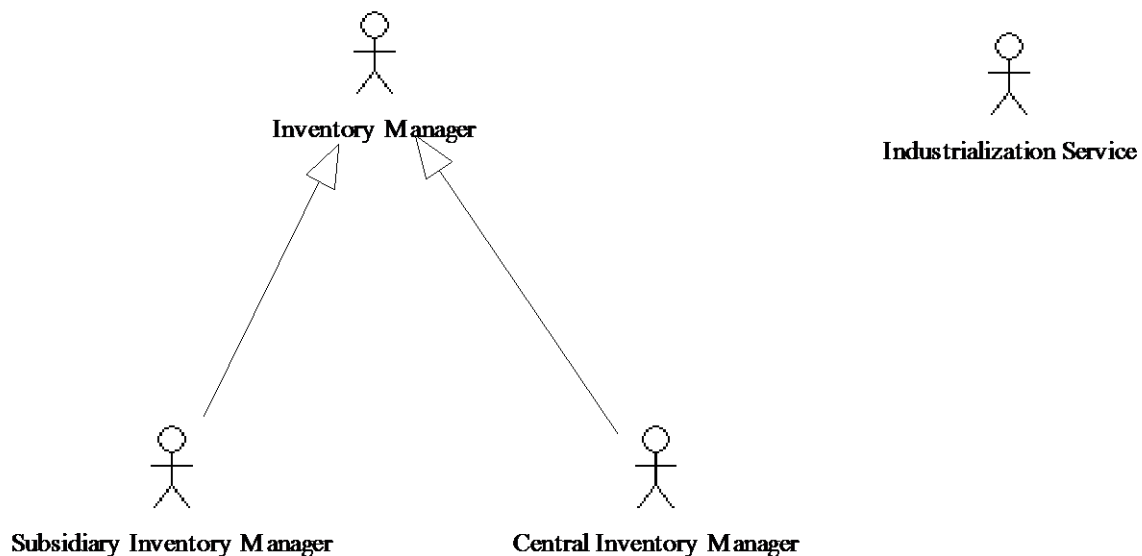 Inventory Manager
Industrialization Service
Subsidiary Inventory Manager
Central Inventory Manager